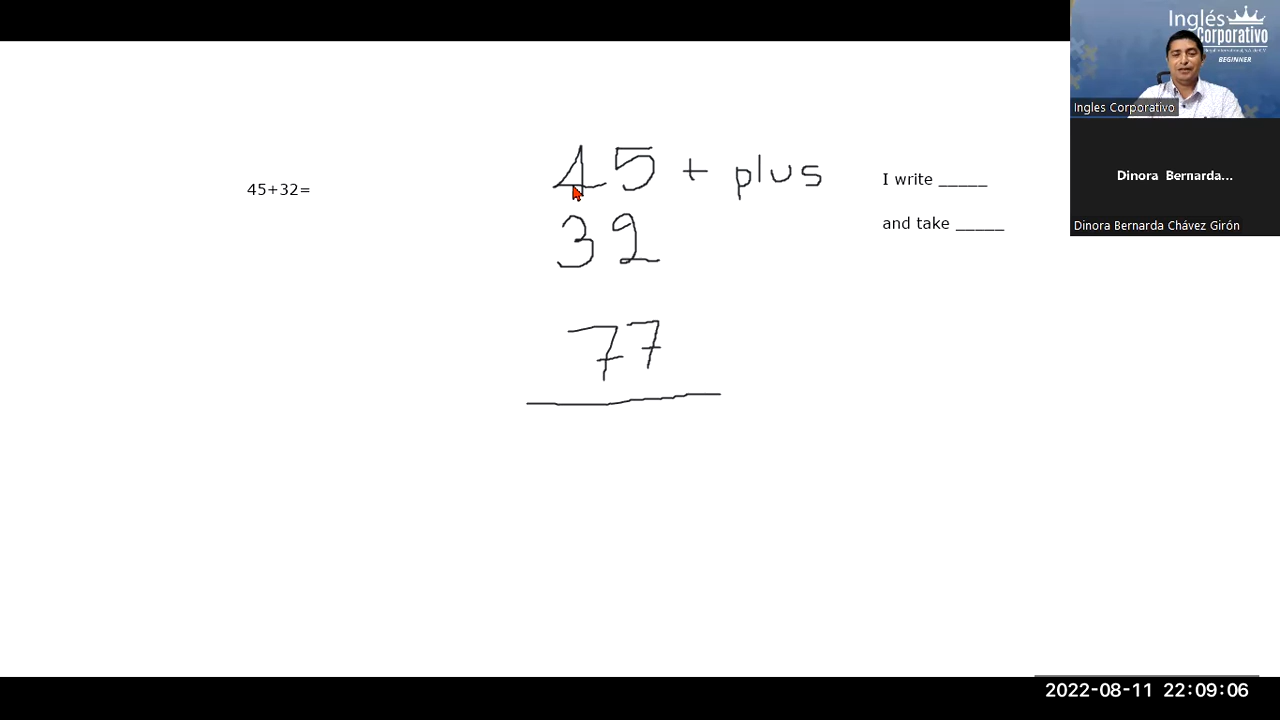 45+32=
45 + plus
32
77
I write _____
and take _____
Inglés
Corporativo
BEGINNER
Ingles Corporativo
Dinora Bernarda...
Dinora Bernarda Chávez Girón
2022-08-11 22:09:06